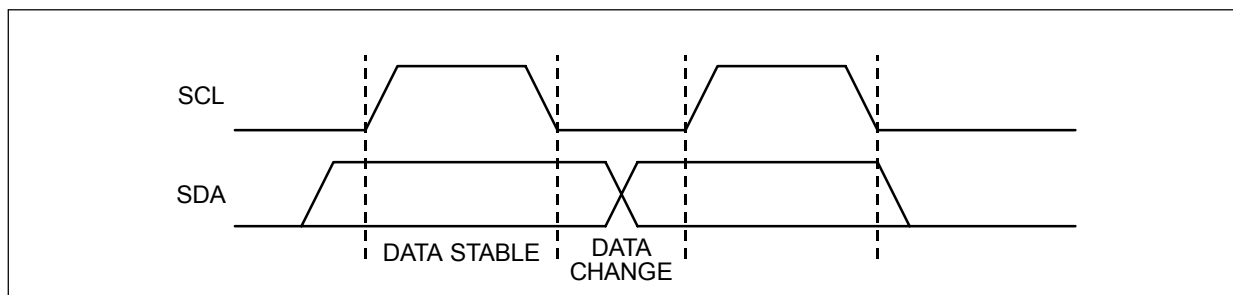 SCL
SDA
DATA STABLE
DATA
CHANGE